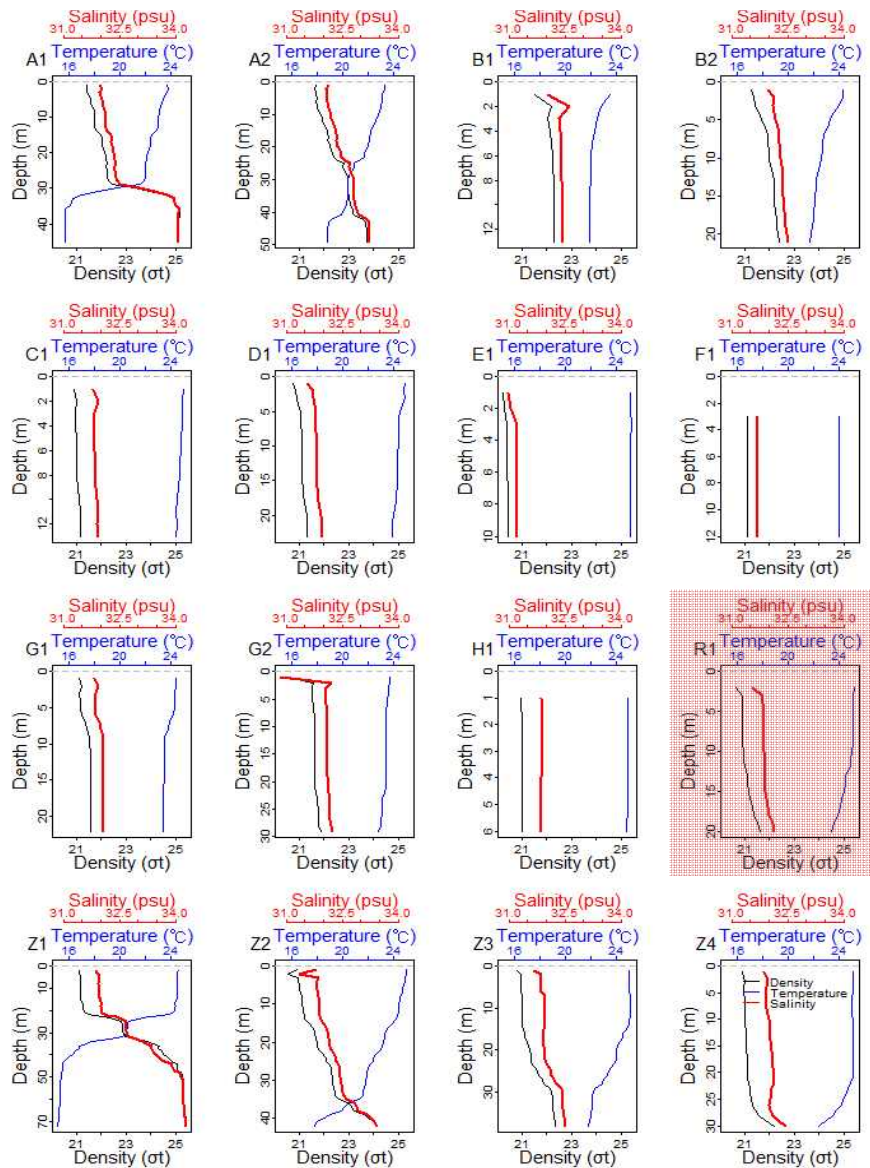 Salinity (psu)
31.0 32.5 34.0
Temperature (℃)
A1 16 20 24
Depth (m)
0 10 20 30 40
21 23 25
Density (σt)
Salinity (psu)
31.0 32.5 34.0
Temperature (℃)
A2 16 20 24
Depth (m)
0 10 20 30 40 50
21 23 25
Density (σt)
Salinity (psu)
31.0 32.5 34.0
Temperature (℃)
B1 16 20 24
Depth (m)
0 2 4 6 8 12
21 23 25
Density (σt)
Salinity (psu)
31.0 32.5 34.0
Temperature (℃)
B2 16 20 24
Depth (m)
0 5 10 15 20
21 23 25
Density (σt)
Salinity (psu)
31.0 32.5 34.0
Temperature (℃)
C1 16 20 24
Depth (m)
0 2 4 6 8 12
21 23 25
Density (σt)
Salinity (psu)
31.0 32.5 34.0
Temperature (℃)
D1 16 20 24
Depth (m)
0 5 10 15 20
21 23 25
Density (σt)
Salinity (psu)
31.0 32.5 34.0
Temperature (℃)
E1 16 20 24
Depth (m)
0 2 4 6 8 10
21 23 25
Density (σt)
Salinity (psu)
31.0 32.5 34.0
Temperature (℃)
F1 16 20 24
Depth (m)
0 2 4 6 8 12
21 23 25
Density (σt)
Salinity (psu)
31.0 32.5 34.0
Temperature (℃)
G1 16 20 24
Depth (m)
0 5 10 15 20
21 23 25
Density (σt)
Salinity (psu)
31.0 32.5 34.0
Temperature (℃)
G2 16 20 24
Depth (m)
0 5 10 15 20 25 30
21 23 25
Density (σt)
Salinity (psu)
31.0 32.5 34.0
Temperature (℃)
H1 16 20 24
Depth (m)
0 1 2 3 4 5 6
21 23 25
Density (σt)
Salinity (psu)
31.0 32.5 34.0
Temperature (℃)
R1 16 20 24
Depth (m)
0 5 10 15 20
21 23 25
Density (σt)
Salinity (psu)
31.0 32.5 34.0
Temperature (℃)
Z1 16 20 24
Depth (m)
0 10 30 50 70
21 23 25
Density (σt)
Salinity (psu)
31.0 32.5 34.0
Temperature (℃)
Z2 16 20 24
Depth (m)
0 10 20 30 40
21 23 25
Density (σt)
Salinity (psu)
31.0 32.5 34.0
Temperature (℃)
Z3 16 20 24
Depth (m)
0 10 20 30
21 23 25
Density (σt)
Salinity (psu)
31.0 32.5 34.0
Temperature (℃)
Z4 16 20 24
Density
Temperature
Salinity
Depth (m)
0 5 10 15 20 25 30
21 23 25
Density (σt)